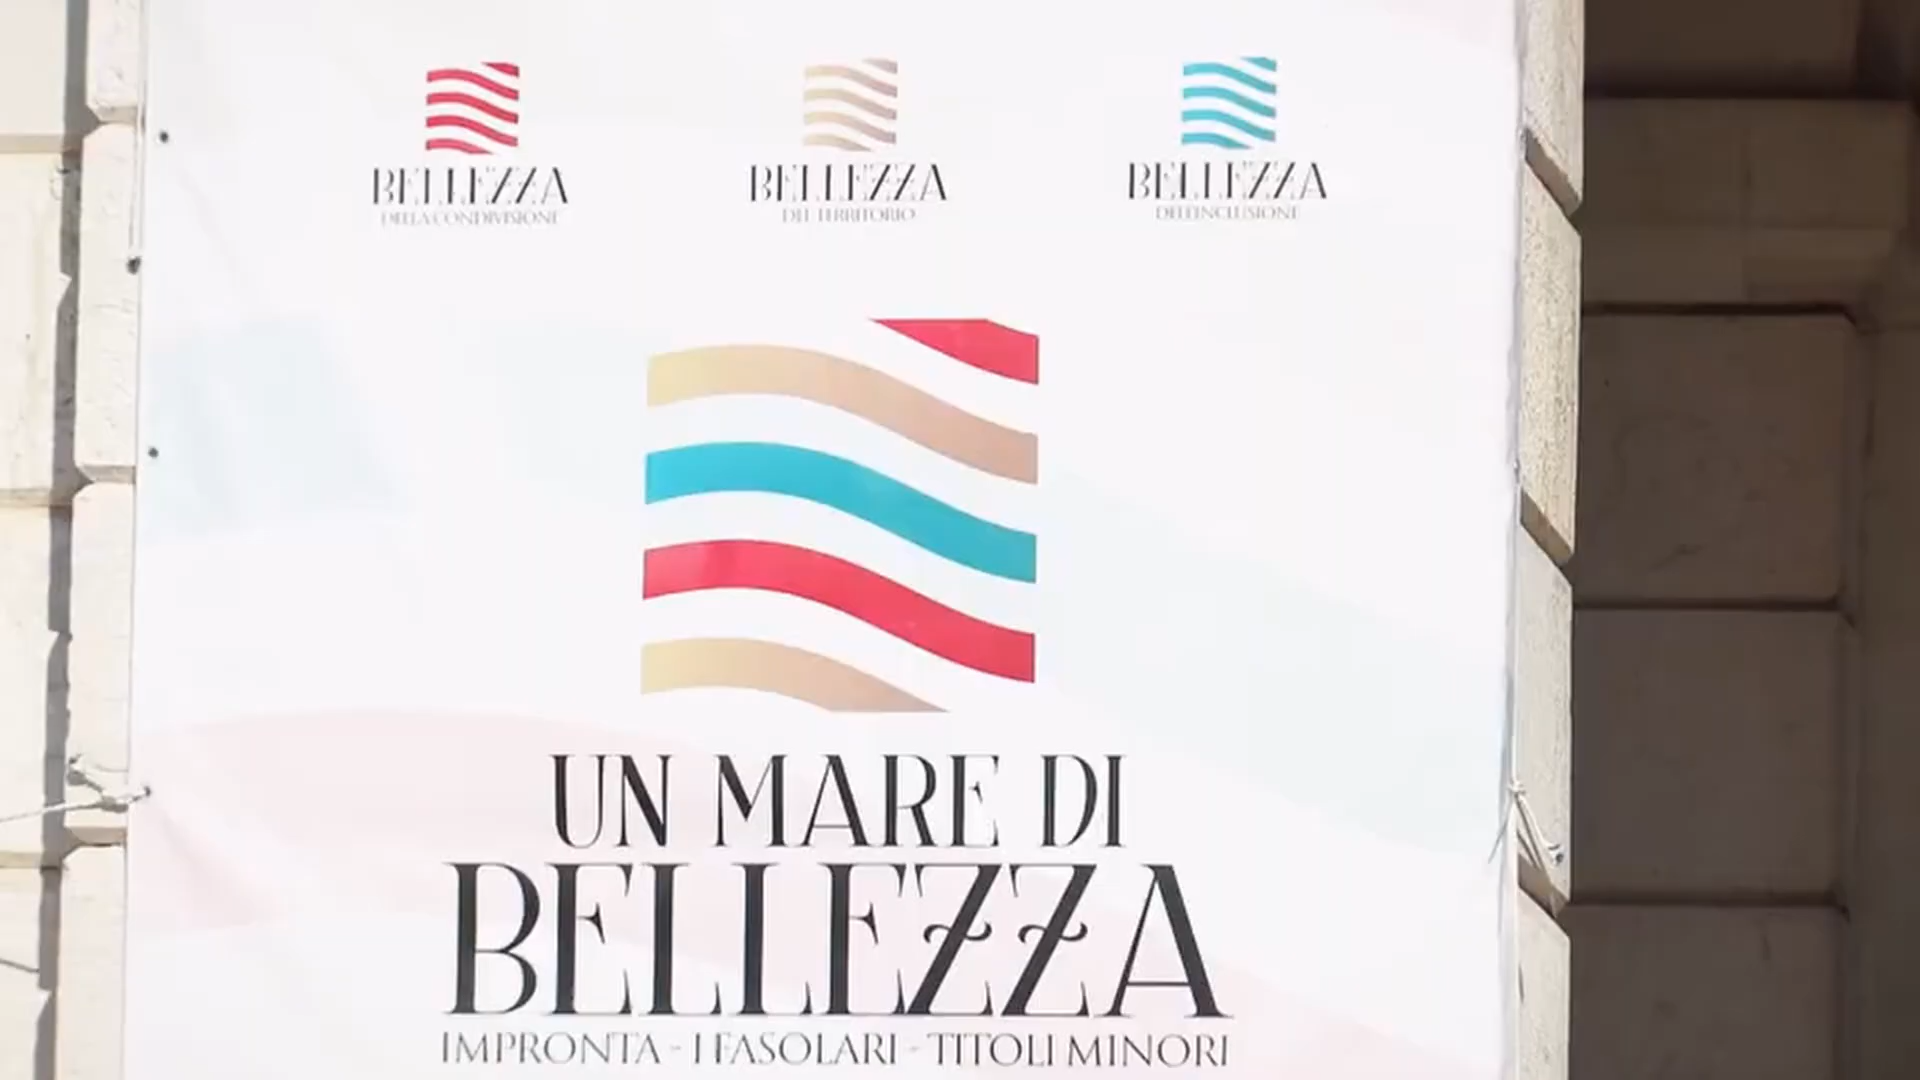 BELLEZZA
DELLA CONDIVISIONE
BELLEZZA
DEL TERRITORIO
BELLEZZA
DELL'INCLUSIONE
UN MARE DI
BELLEZZA
IMPRONTA - I FASOLARI - TITOLI MINORI